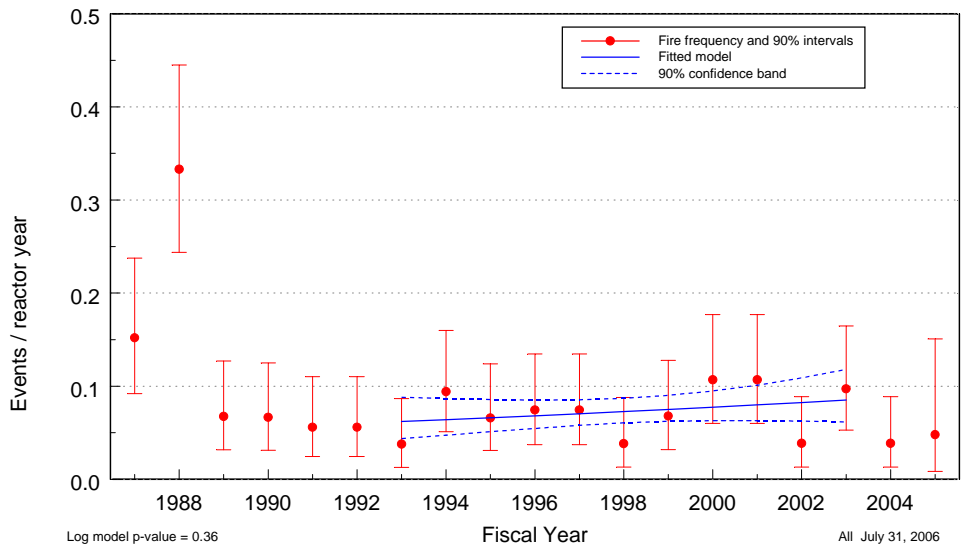 0.5
0.4
0.3
0.2
0.1
0.0
Events / reactor year
Fire frequency and 90% intervals
Fitted model
90% confidence band
1988 1990 1992 1994 1996 1998 2000 2002 2004
Fiscal Year
Log model p-value = 0.36
All July 31, 2006